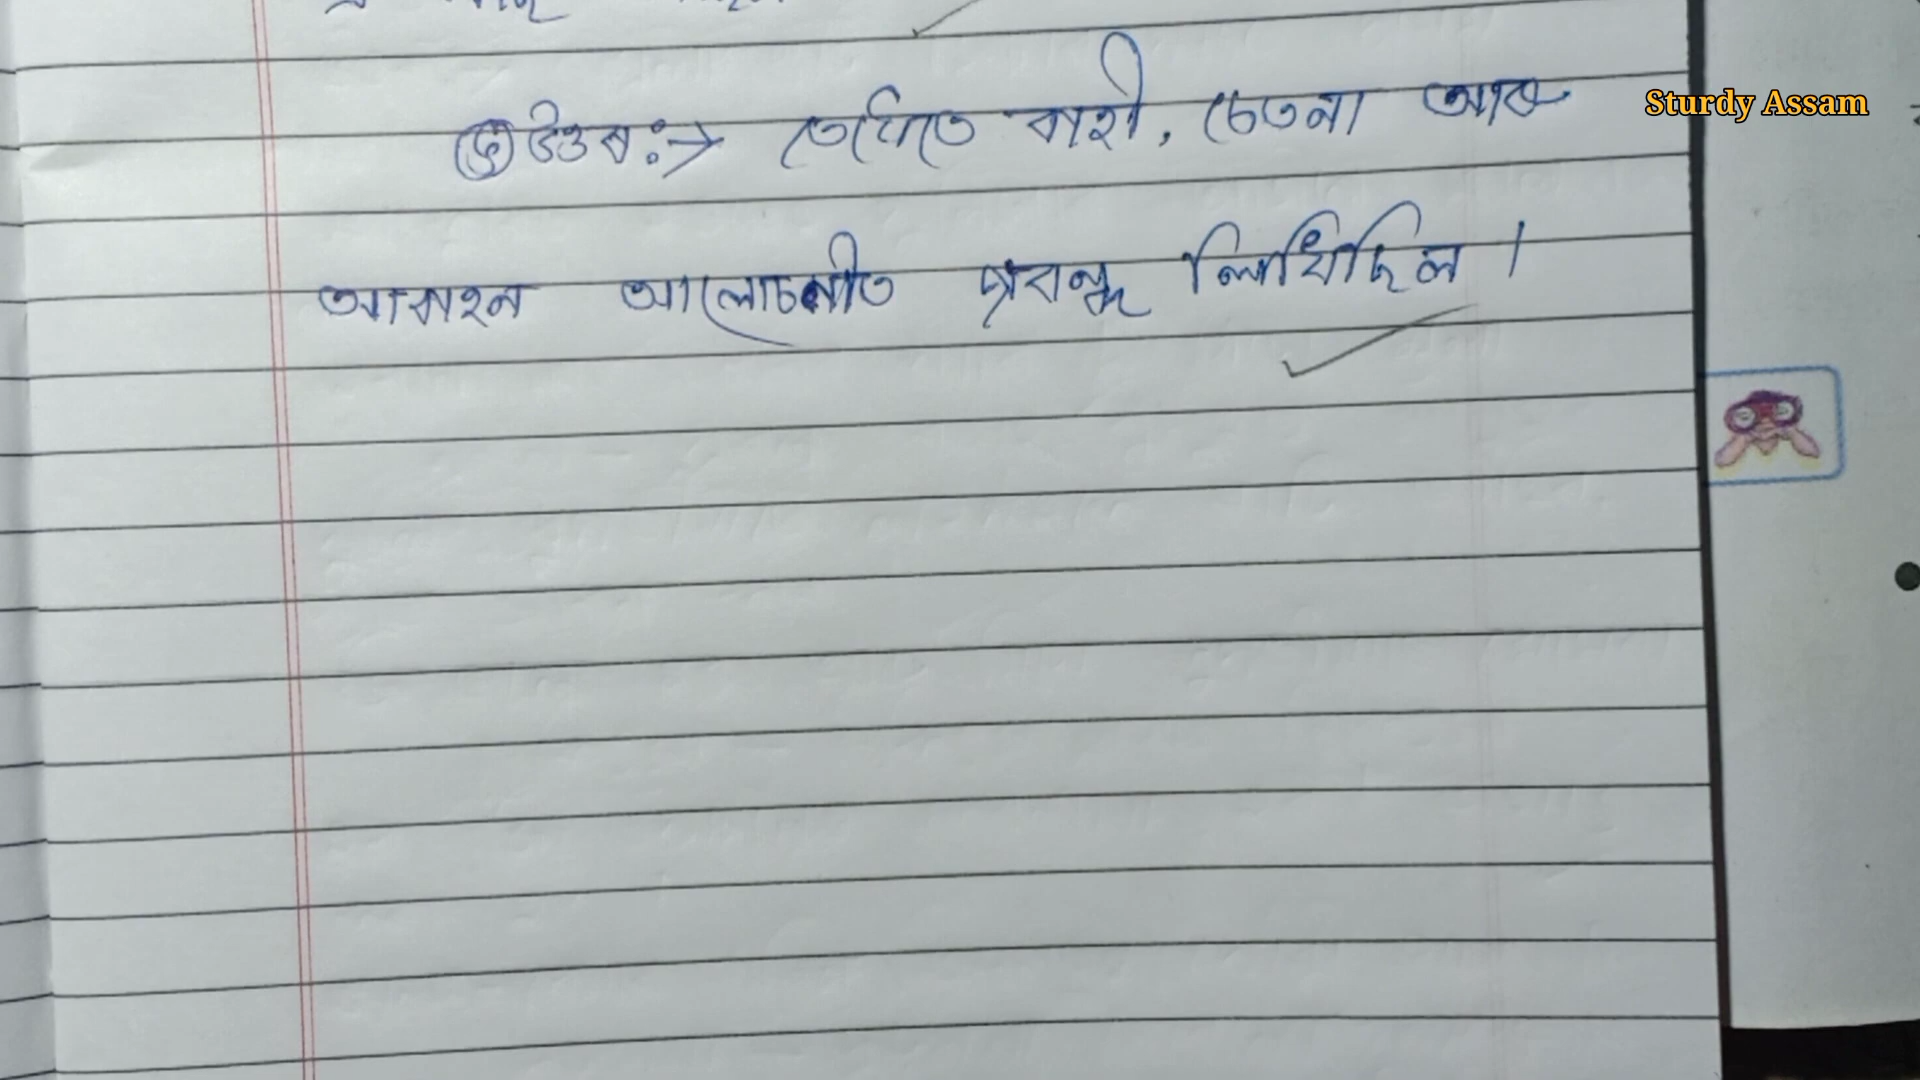 Sturdy Assam
উত্তৰ :→ তেখেতে বাঁহী, চেতনা আৰু
আৱাহন আলোচনীত প্ৰবন্ধ লিখিছিল।